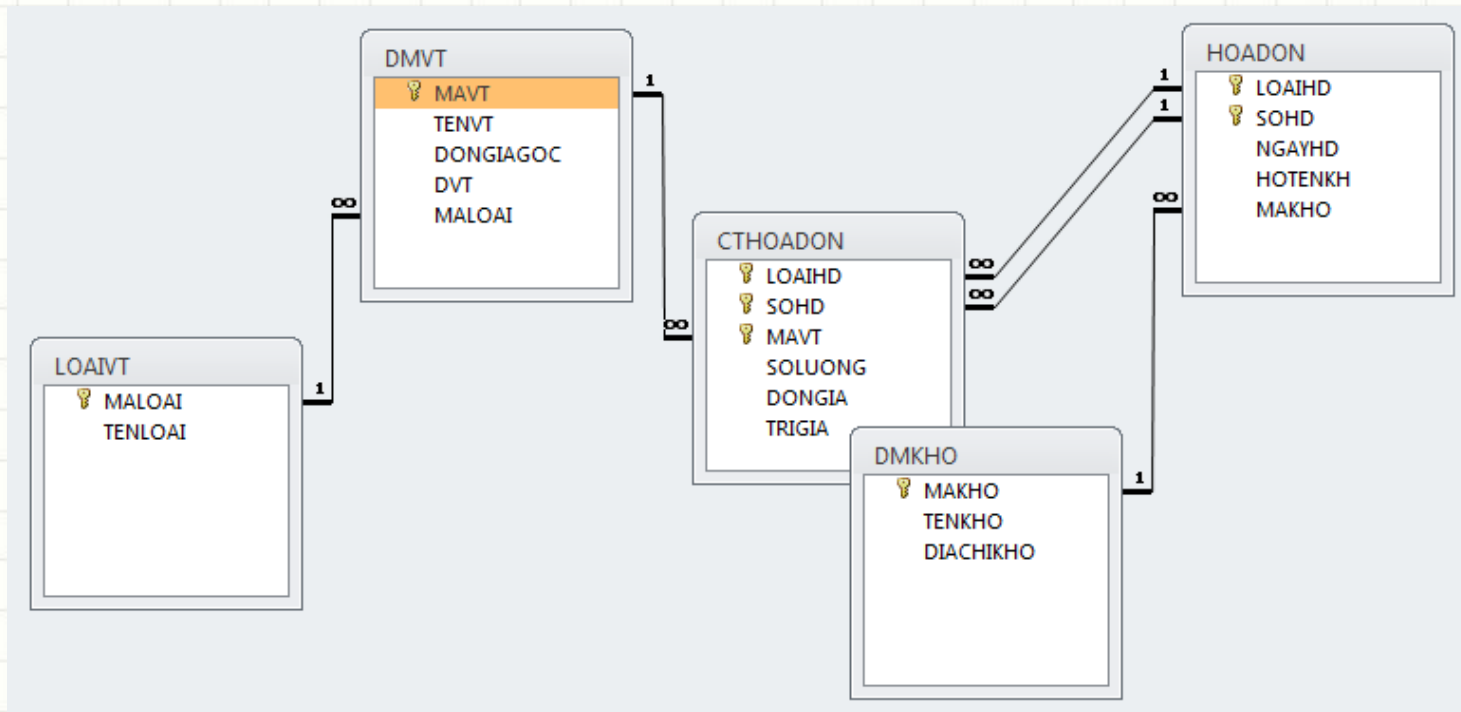 DMVT
MAVT
TENVT
DONGIAGOC
DVT
MALOAI
1
∞
HOADON
LOAIHD
SOHD
NGAYHD
HOTENKH
MAKHO
1
1
∞
CTHOADON
LOAIHD
SOHD
MAVT
SOLUONG
DONGIA
TRIGIA
∞
∞
∞
LOAIVT
MALOAI
TENLOAI
1
DMKHO
MAKHO
TENKHO
DIACHIKHO
1